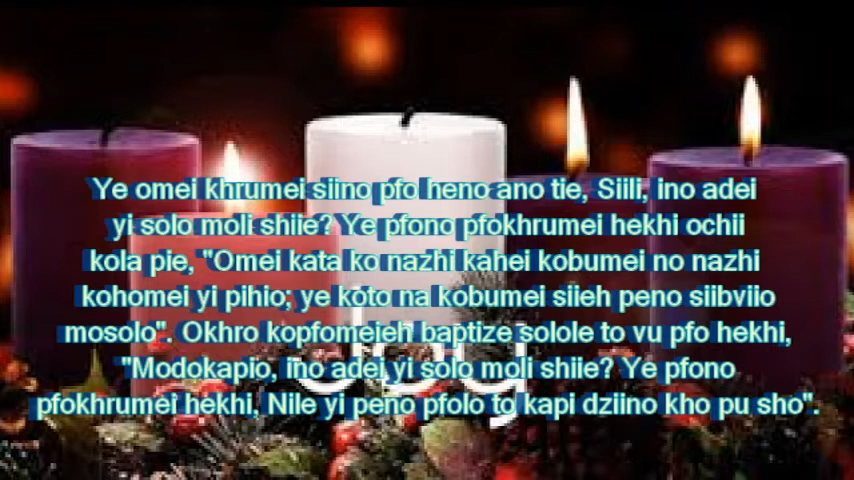 Ye omei khrumei siino pfo heno ano tie, Siili, ino adei
yi solo moli shiie? Ye pfono pfokhrumei hekhi ochii
kola pie, "Omei kata ko nazhi kahei kobumei no nazhi
kohomei yi pihio; ye koto na kobumei siieh peno siibviio
mosolo". Okhro kopfomeieh baptize solole to vu pfo hekhi,
"Modokapio, ino adei yi solo moli shiie? Ye pfono
pfokhrumei hekhi, Nile yi peno pfolo to kapi dziino kho pu sho".
Joy